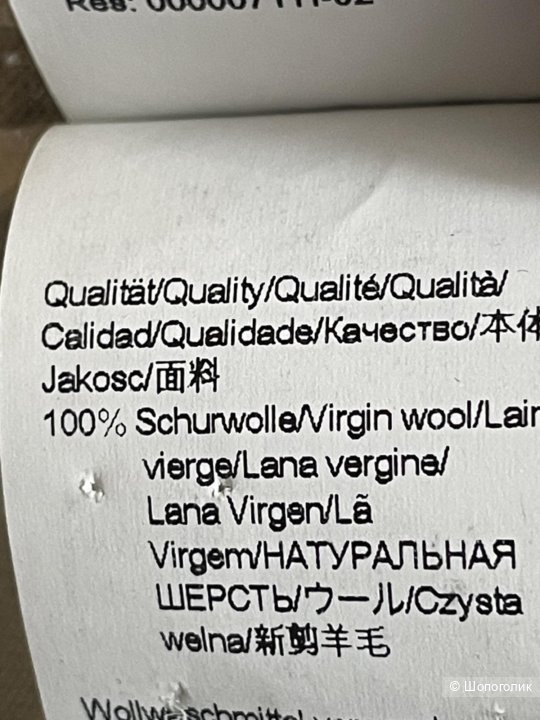 Qualität/Quality/Qualité/Qualità/
Calidad/Qualidade/Качество/本体
Jakosc/面料
100% Schurwolle/Virgin wool/Lain
vierge/Lana vergine/
Lana Virgen/Lã
Virgem/НАТУРАЛЬНАЯ
ШЕРСТЬ/ウール/Czysta
welna/新剪羊毛
© Шопоголик